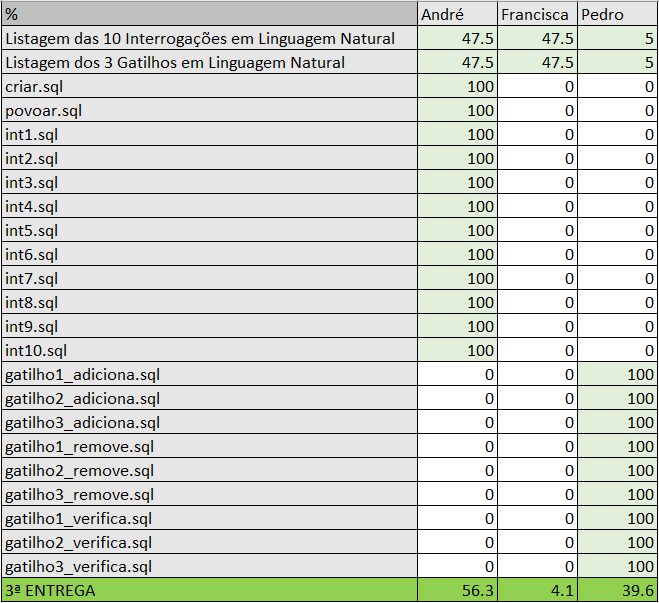 % André Francisca Pedro
Listagem das 10 Interrogações em Linguagem Natural 47.5 47.5 5
Listagem dos 3 Gatilhos em Linguagem Natural 47.5 47.5 5
criar.sql 100 0 0
povoar.sql 100 0 0
int1.sql 100 0 0
int2.sql 100 0 0
int3.sql 100 0 0
int4.sql 100 0 0
int5.sql 100 0 0
int6.sql 100 0 0
int7.sql 100 0 0
int8.sql 100 0 0
int9.sql 100 0 0
int10.sql 100 0 0
gatilho1_adiciona.sql 0 0 100
gatilho2_adiciona.sql 0 0 100
gatilho3_adiciona.sql 0 0 100
gatilho1_remove.sql 0 0 100
gatilho2_remove.sql 0 0 100
gatilho3_remove.sql 0 0 100
gatilho1_verifica.sql 0 0 100
gatilho2_verifica.sql 0 0 100
gatilho3_verifica.sql 0 0 100
3ª ENTREGA 56.3 4.1 39.6